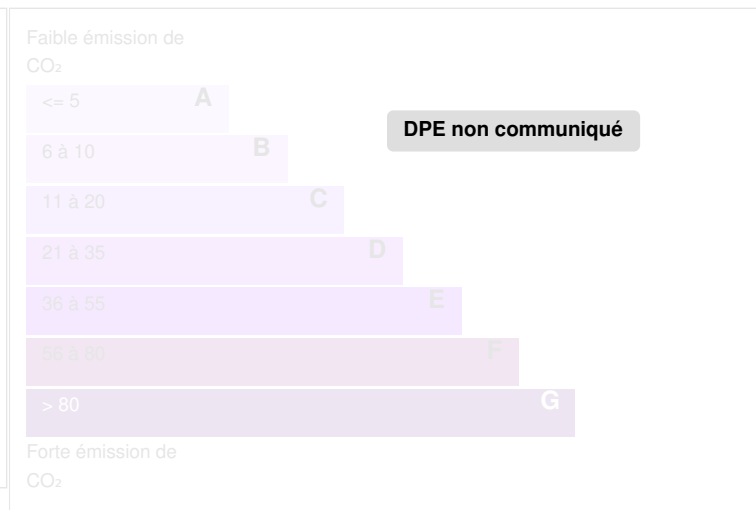 Faible émission de
CO₂
<= 5 A
DPE non communiqué
6 à 10 B
11 à 20 C
21 à 35 D
36 à 55 E
56 à 80 F
> 80 G
Forte émission de
CO₂